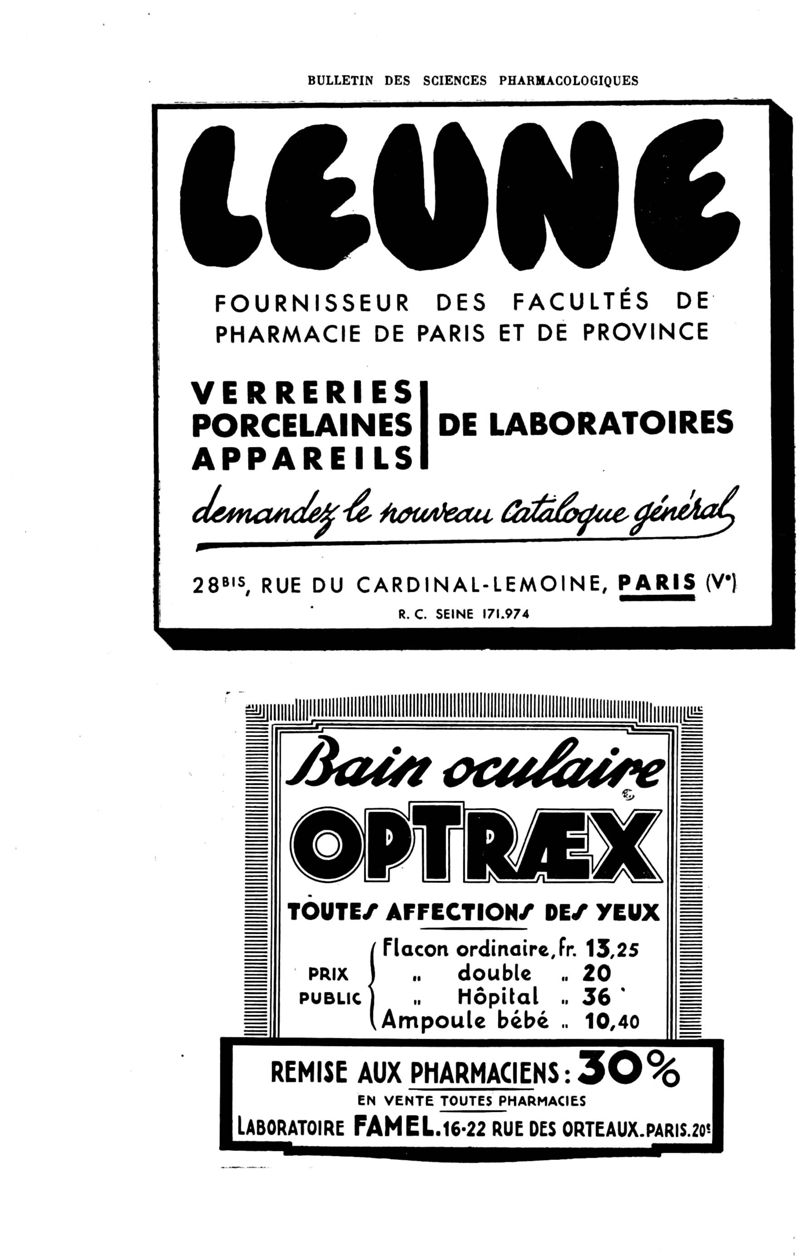 BULLETIN DES SCIENCES PHARMACOLOGIQUES
LEUNE
FOURNISSEUR DES FACULTÉS DE
PHARMACIE DE PARIS ET DE PROVINCE
VERRERIES
PORCELAINES DE LABORATOIRES
APPAREILS
demandez le nouveau Catalogue général
28BIS, RUE DU CARDINAL-LEMOINE, PARIS (Ve)
R. C. SEINE 171.974
Bain oculaire
OPTRÆX
TOUTES AFFECTIONS DES YEUX
PRIX PUBLIC
Flacon ordinaire, fr. 13,25
„ double „ 20
„ Hôpital „ 36
Ampoule bébé „ 10,40
REMISE AUX PHARMACIENS : 30%
EN VENTE TOUTES PHARMACIES
LABORATOIRE FAMEL. 16-22 RUE DES ORTEAUX. PARIS. 20e